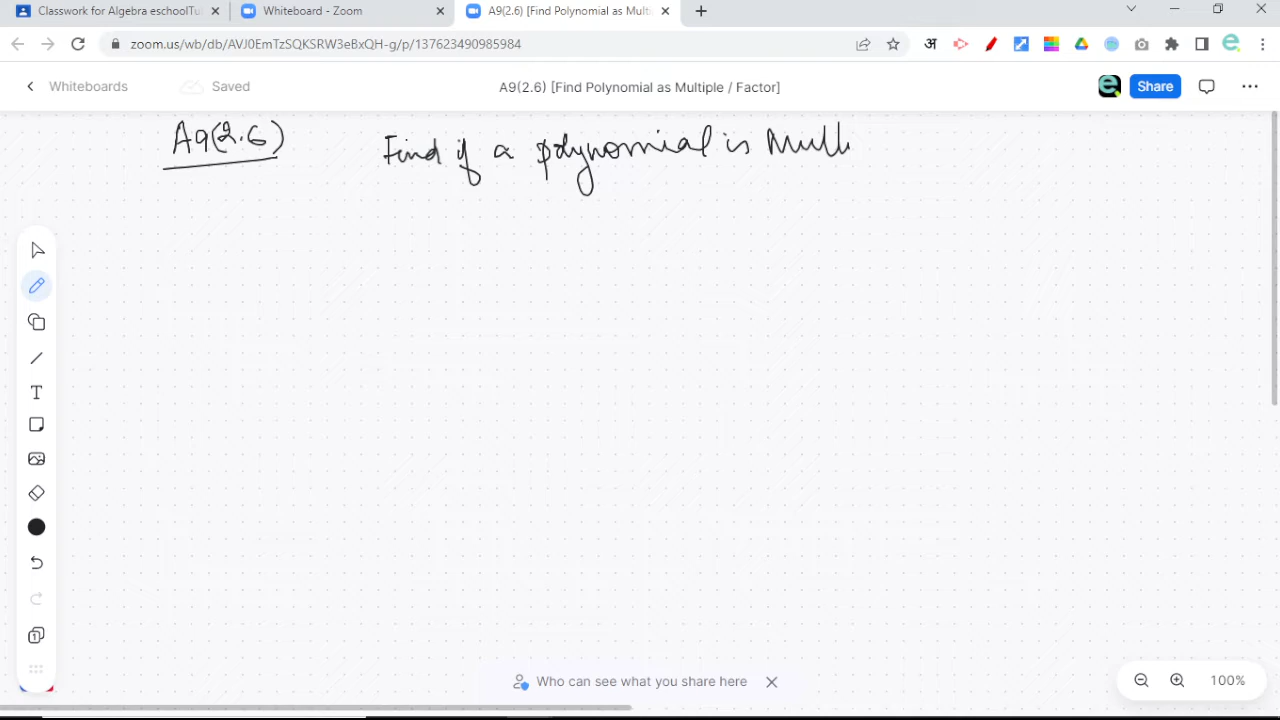 Classwork for Algebra eschoolTu
Whiteboard - Zoom
A9(2.6) [Find Polynomial as Mult
zoom.us/wb/db/AVJ0EmTzSQKSRW3eRxQH-g/p/137623490985984
अ
Whiteboards
Saved
A9(2.6) [Find Polynomial as Multiple / Factor]
Share
A9(2.6) Find if a polynomial is Mult
Who can see what you share here
100%